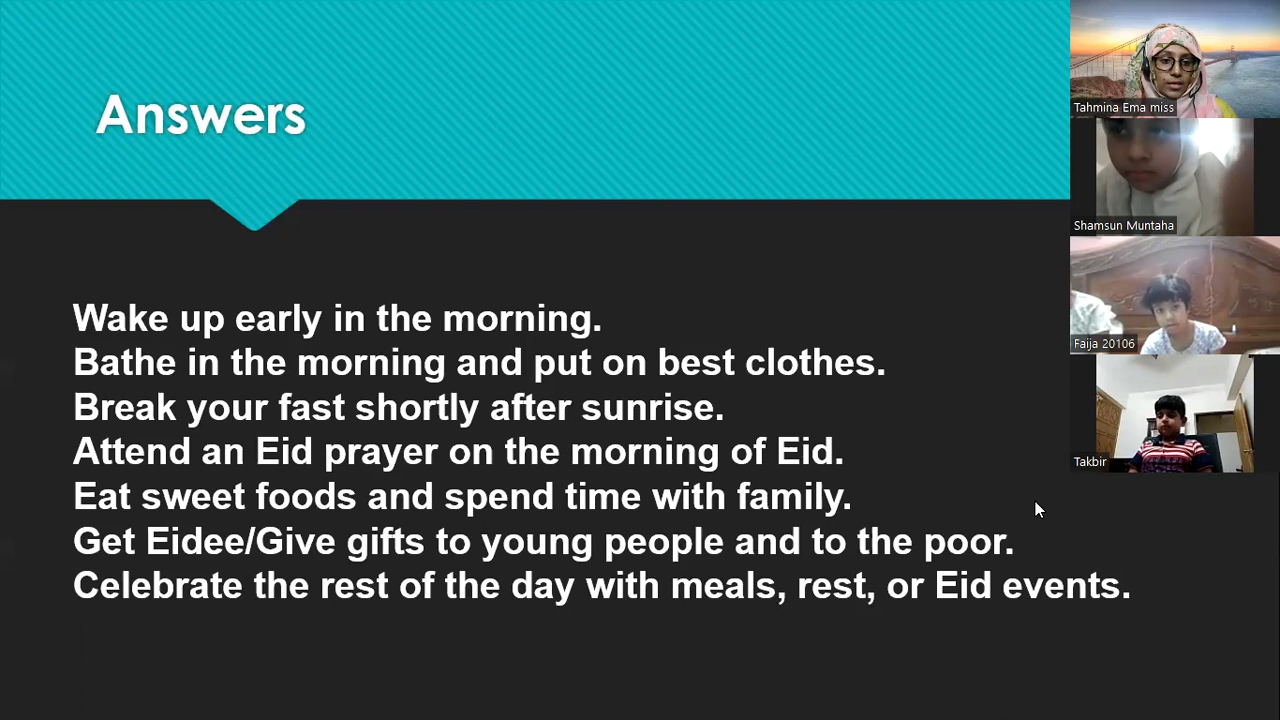 Answers
Wake up early in the morning.
Bathe in the morning and put on best clothes.
Break your fast shortly after sunrise.
Attend an Eid prayer on the morning of Eid.
Eat sweet foods and spend time with family.
Get Eidee/Give gifts to young people and to the poor.
Celebrate the rest of the day with meals, rest, or Eid events.
Tahmina Ema miss
Shamsun Muntaha
Faija 20106
Takbir